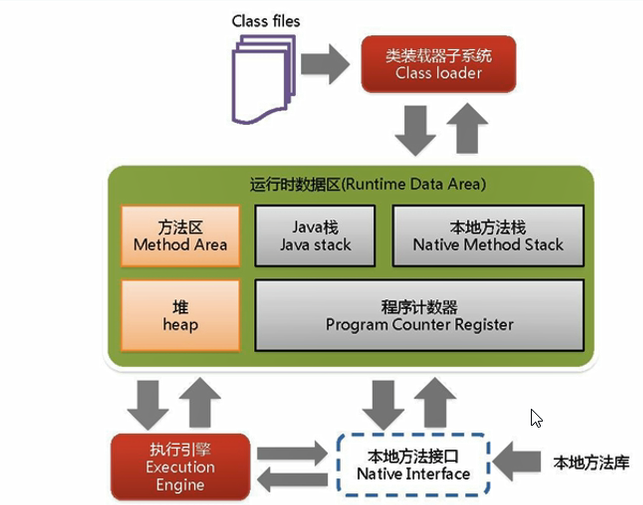 Class files
类装载器子系统
Class loader
运行时数据区(Runtime Data Area)
方法区
Method Area
Java栈
Java stack
本地方法栈
Native Method Stack
堆
heap
程序计数器
Program Counter Register
执行引擎
Execution
Engine
本地方法接口
Native Interface
本地方法库